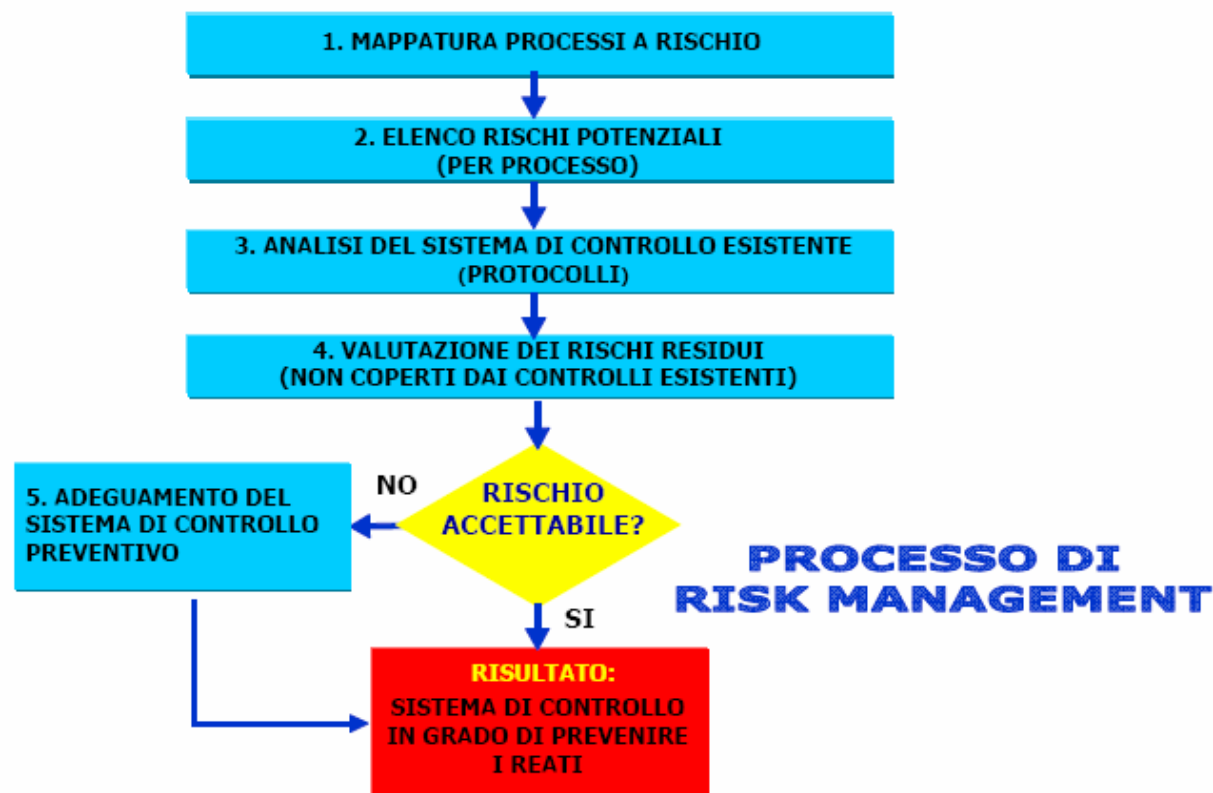 1. MAPPATURA PROCESSI A RISCHIO
2. ELENCO RISCHI POTENZIALI
(PER PROCESSO)
3. ANALISI DEL SISTEMA DI CONTROLLO ESISTENTE
(PROTOCOLLI)
4. VALUTAZIONE DEI RISCHI RESIDUI
(NON COPERTI DAI CONTROLLI ESISTENTI)
RISCHIO
ACCETTABILE?
NO
5. ADEGUAMENTO DEL
SISTEMA DI CONTROLLO
PREVENTIVO
PROCESSO DI
RISK MANAGEMENT
SI
RISULTATO:
SISTEMA DI CONTROLLO
IN GRADO DI PREVENIRE
I REATI